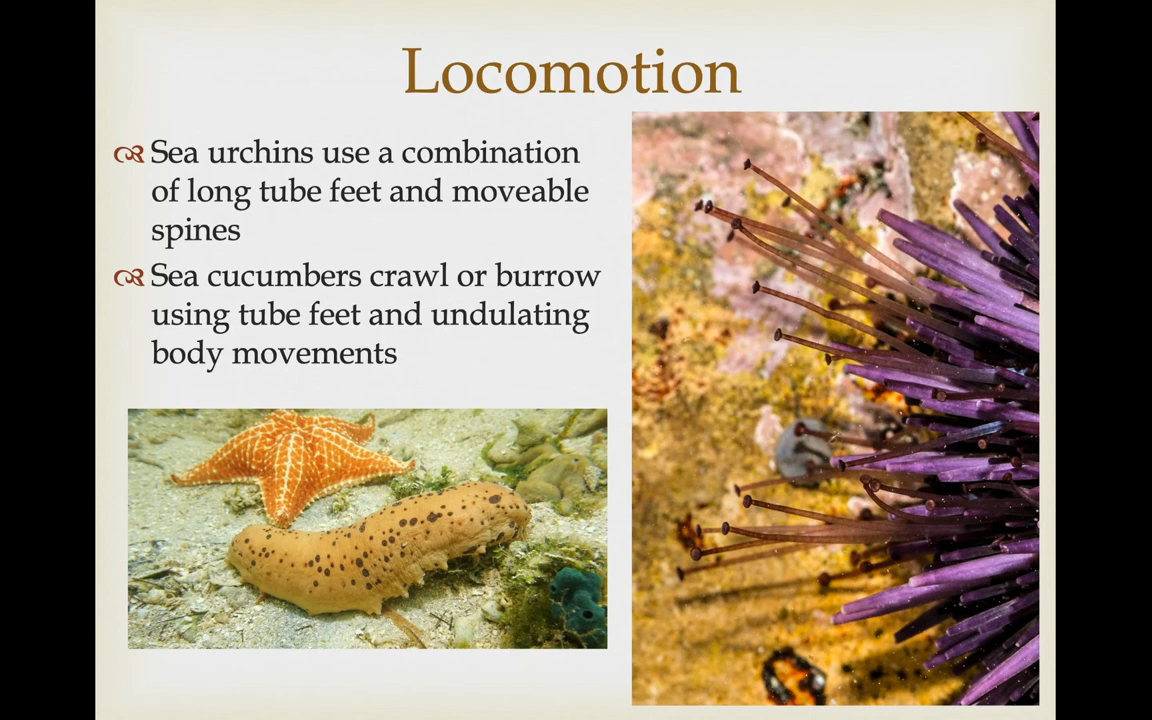 Locomotion
Sea urchins use a combination
of long tube feet and moveable
spines
Sea cucumbers crawl or burrow
using tube feet and undulating
body movements